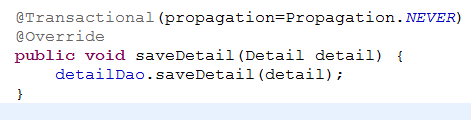 @Transactional(propagation=Propagation.NEVER)
@Override
public void saveDetail(Detail detail) {
    detailDao.saveDetail(detail);
}